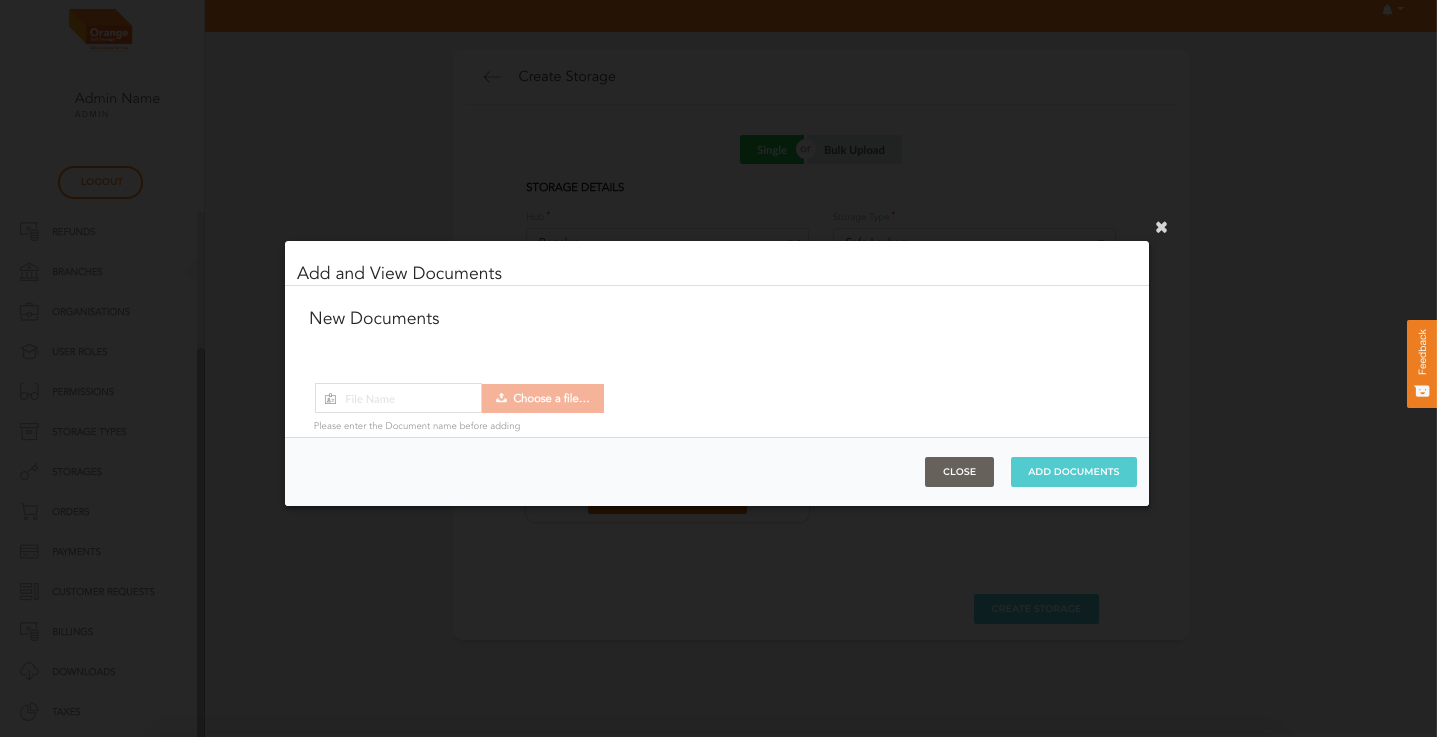 Orange
Admin Name
ADMIN
LOGOUT
REFUNDS
BRANCHES
ORGANISATIONS
USER ROLES
PERMISSIONS
STORAGE TYPES
STORAGES
ORDERS
PAYMENTS
CUSTOMER REQUESTS
BILLINGS
DOWNLOADS
TAXES
Create Storage
Single or Bulk Upload
STORAGE DETAILS
Hub* Storage Type*
Add and View Documents
New Documents
File Name Choose a file...
Please enter the Document name before adding
CLOSE ADD DOCUMENTS
CREATE STORAGE
Feedback